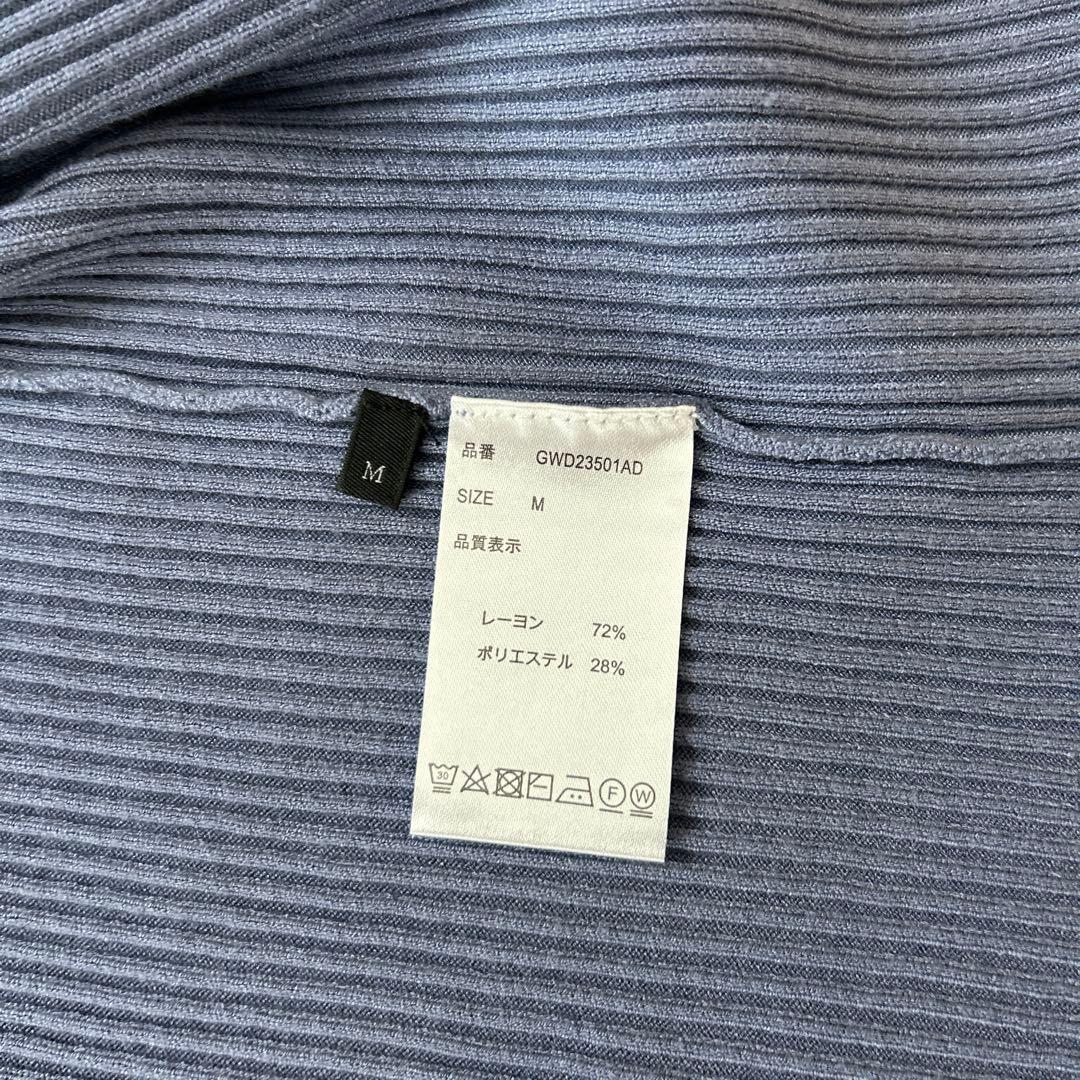 M
品番 GWD23501AD
SIZE M
品質表示
レーヨン 72%
ポリエステル 28%
30 F W